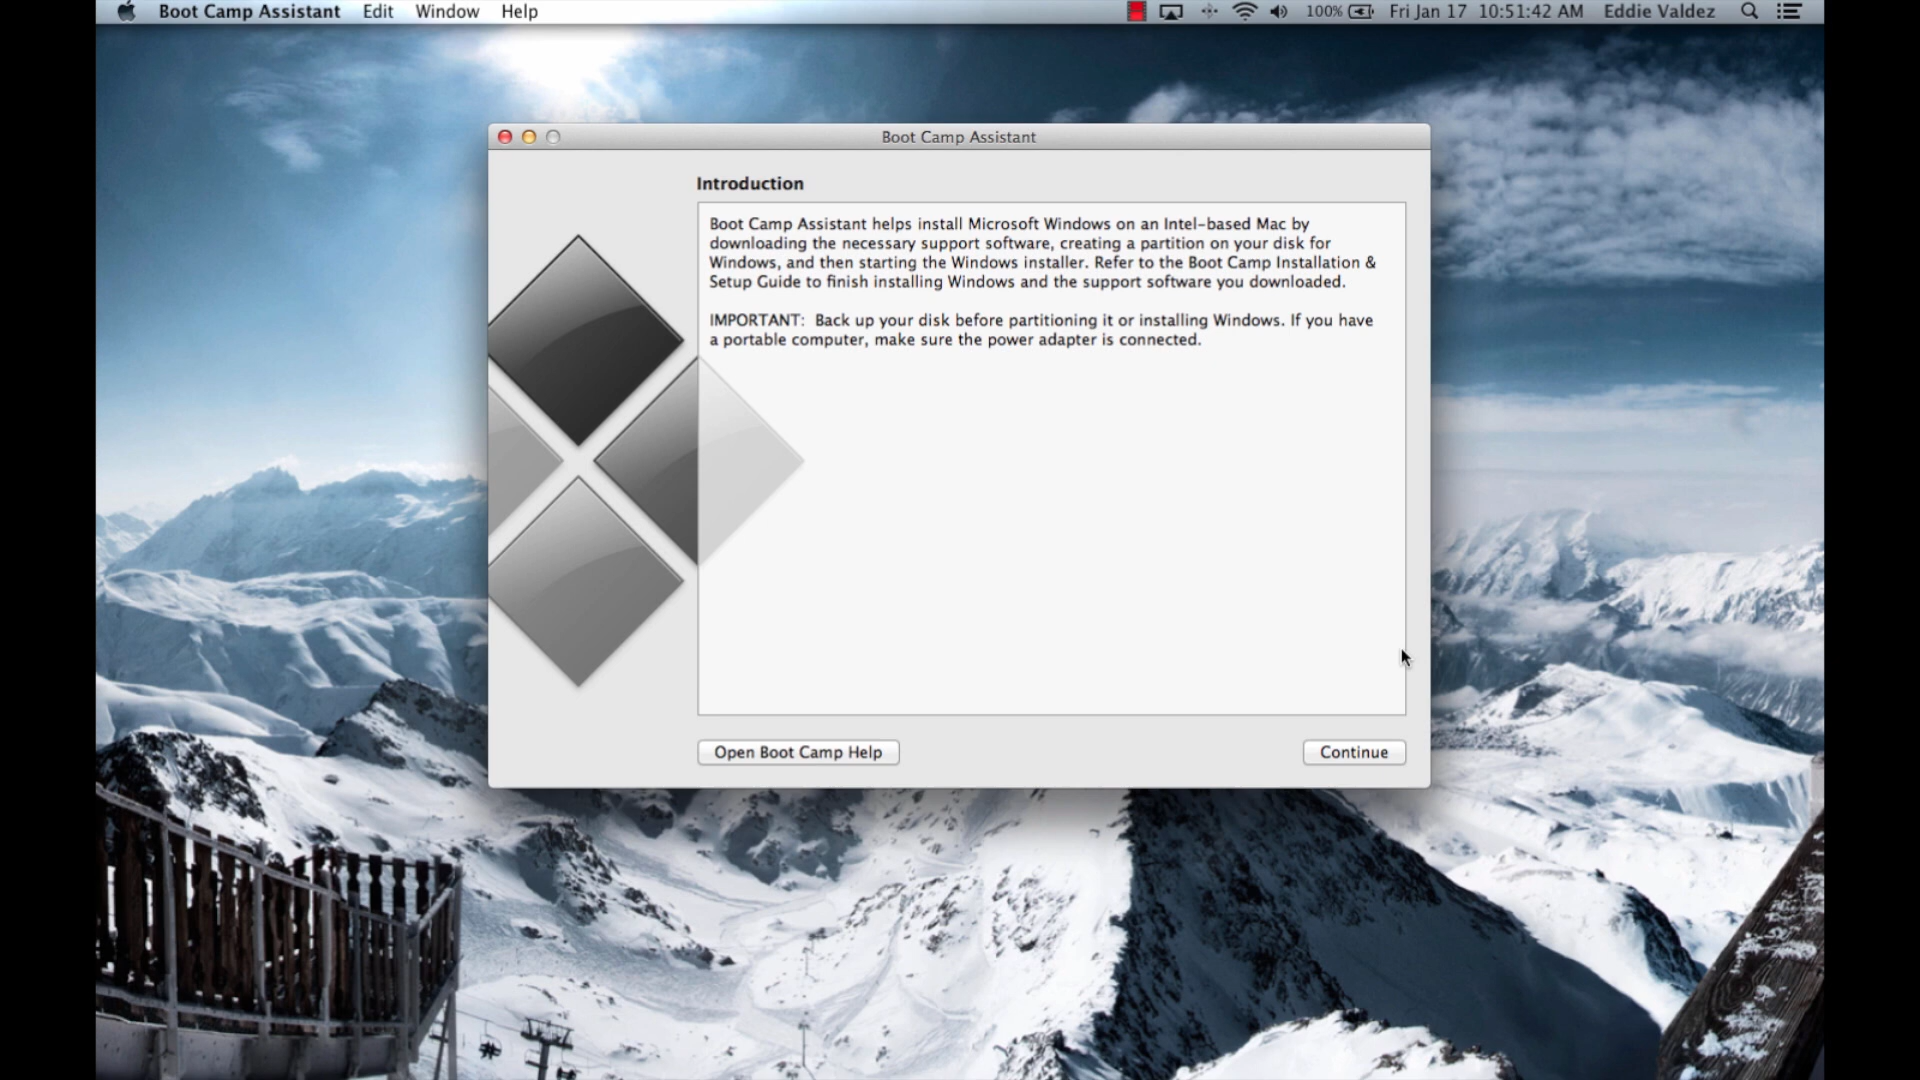 Boot Camp Assistant Edit Window Help 100% Fri Jan 17 10:51:42 AM Eddie Valdez
Boot Camp Assistant
Introduction
Boot Camp Assistant helps install Microsoft Windows on an Intel-based Mac by
downloading the necessary support software, creating a partition on your disk for
Windows, and then starting the Windows installer. Refer to the Boot Camp Installation &
Setup Guide to finish installing Windows and the support software you downloaded.
IMPORTANT: Back up your disk before partitioning it or installing Windows. If you have
a portable computer, make sure the power adapter is connected.
Open Boot Camp Help Continue